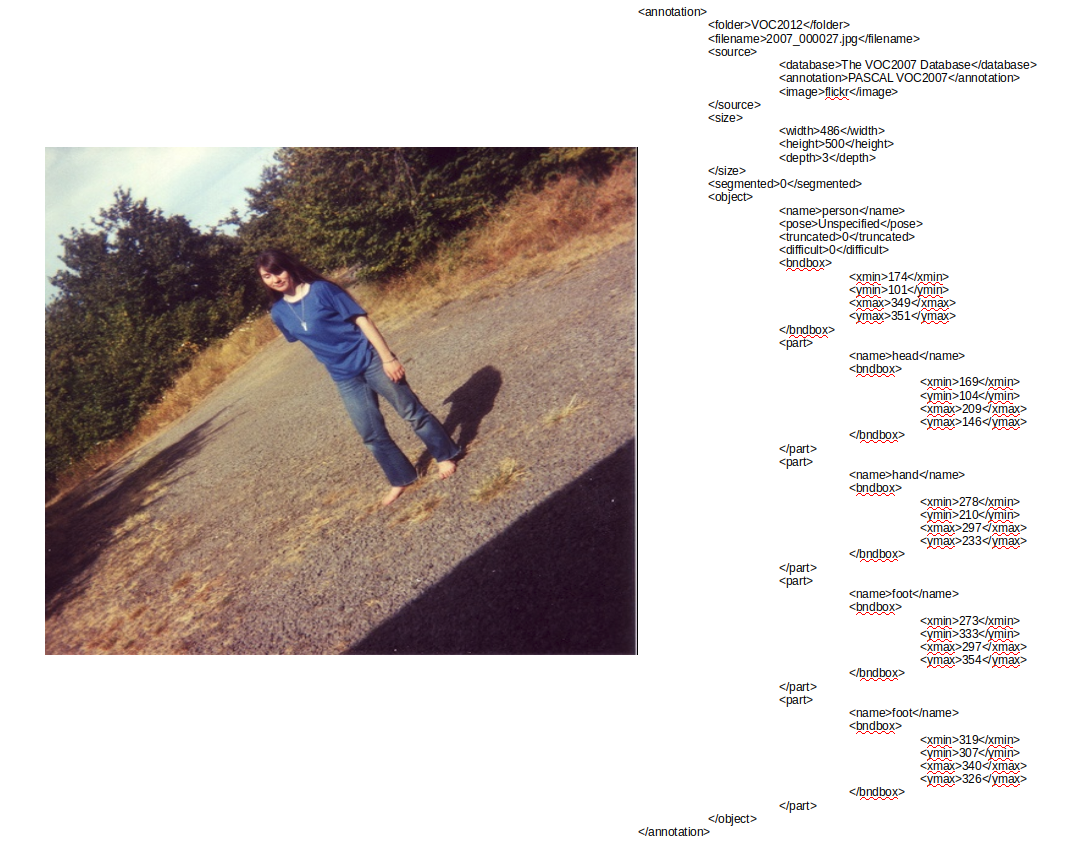 <annotation>
<folder>VOC2012</folder>
<filename>2007_000027.jpg</filename>
<source>
<database>The VOC2007 Database</database>
<annotation>PASCAL VOC2007</annotation>
<image>flickr</image>
</source>
<size>
<width>486</width>
<height>500</height>
<depth>3</depth>
</size>
<segmented>0</segmented>
<object>
<name>person</name>
<pose>Unspecified</pose>
<truncated>0</truncated>
<difficult>0</difficult>
<bndbox>
<xmin>174</xmin>
<ymin>101</ymin>
<xmax>349</xmax>
<ymax>351</ymax>
</bndbox>
<part>
<name>head</name>
<bndbox>
<xmin>169</xmin>
<ymin>104</ymin>
<xmax>209</xmax>
<ymax>146</ymax>
</bndbox>
</part>
<part>
<name>hand</name>
<bndbox>
<xmin>278</xmin>
<ymin>210</ymin>
<xmax>297</xmax>
<ymax>233</ymax>
</bndbox>
</part>
<part>
<name>foot</name>
<bndbox>
<xmin>273</xmin>
<ymin>333</ymin>
<xmax>297</xmax>
<ymax>354</ymax>
</bndbox>
</part>
<part>
<name>foot</name>
<bndbox>
<xmin>319</xmin>
<ymin>307</ymin>
<xmax>340</xmax>
<ymax>326</ymax>
</bndbox>
</part>
</object>
</annotation>